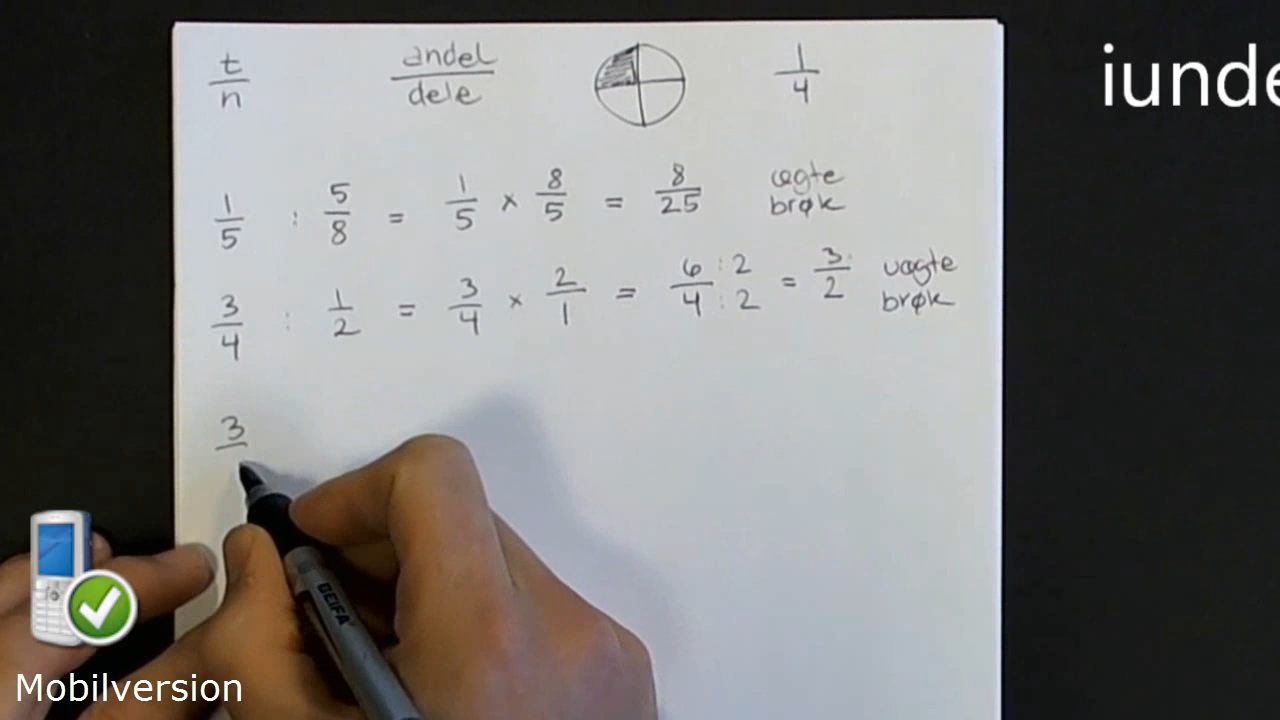 t/n andel/dele 1/4
iunde
1/5 : 5/8 = 1/5 × 8/5 = 8/25 ægte brøk
3/4 : 1/2 = 3/4 × 2/1 = 6/4 :2 :2 = 3/2 uægte brøk
3
GEIFA
Mobilversion